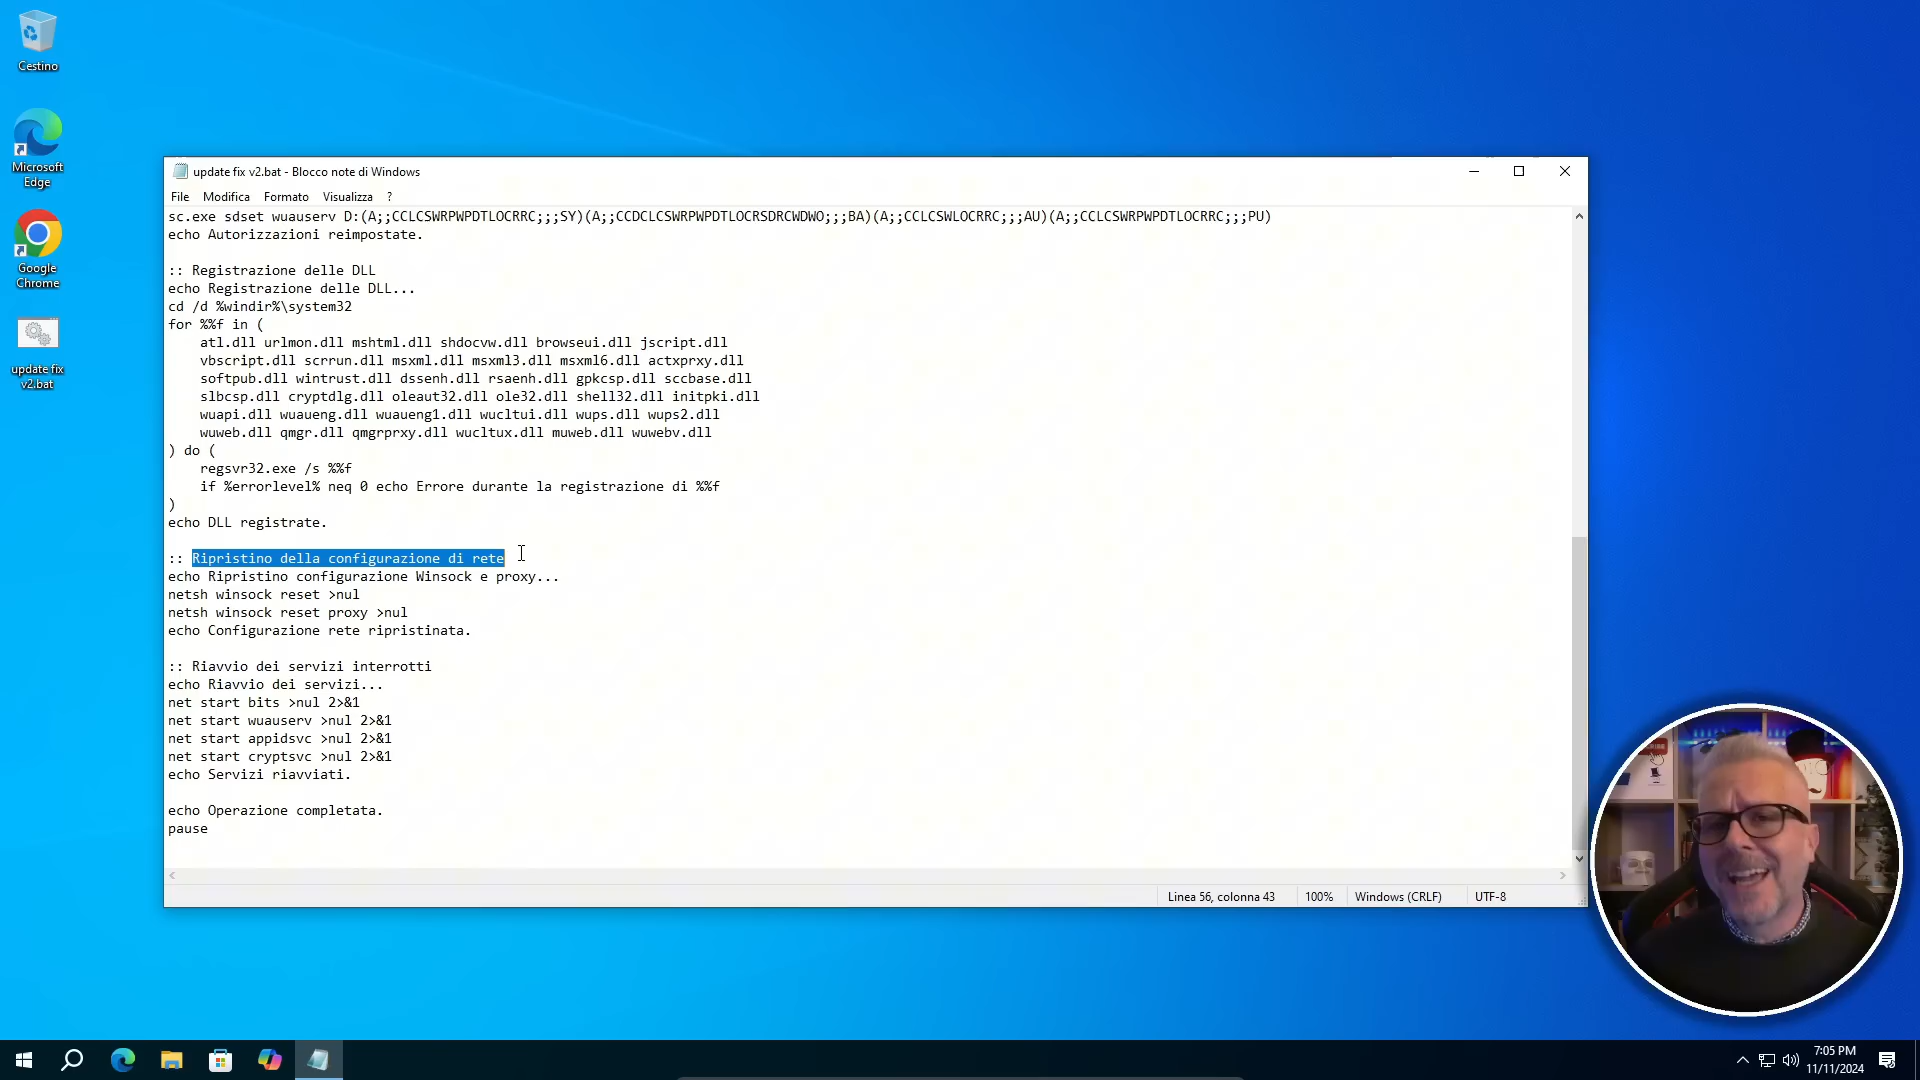 Cestino
Microsoft
Edge
Google
Chrome
update fix
v2.bat
update fix v2.bat - Blocco note di Windows
File Modifica Formato Visualizza ?
sc.exe sdset wuauserv D:(A;;CCLCSWRPWPDTLOCRRC;;;SY)(A;;CCDCLCSWRPWPDTLOCRSDRCWDWO;;;BA)(A;;CCLCSWLOCRRC;;;AU)(A;;CCLCSWRPWPDTLOCRRC;;;PU)
echo Autorizzazioni reimpostate.
:: Registrazione delle DLL
echo Registrazione delle DLL...
cd /d %windir%\system32
for %%f in (
atl.dll urlmon.dll mshtml.dll shdocvw.dll browseui.dll jscript.dll
vbscript.dll scrrun.dll msxml.dll msxml3.dll msxml6.dll actxprxy.dll
softpub.dll wintrust.dll dssenh.dll rsaenh.dll gpkcsp.dll sccbase.dll
slbcsp.dll cryptdlg.dll oleaut32.dll ole32.dll shell32.dll initpki.dll
wuapi.dll wuaueng.dll wuaueng1.dll wucltui.dll wups.dll wups2.dll
wuweb.dll qmgr.dll qmgrprxy.dll wucltux.dll muweb.dll wuwebv.dll
) do (
regsvr32.exe /s %%f
if %errorlevel% neq 0 echo Errore durante la registrazione di %%f
)
echo DLL registrate.
:: Ripristino della configurazione di rete
echo Ripristino configurazione Winsock e proxy...
netsh winsock reset >nul
netsh winsock reset proxy >nul
echo Configurazione rete ripristinata.
:: Riavvio dei servizi interrotti
echo Riavvio dei servizi...
net start bits >nul 2>&1
net start wuauserv >nul 2>&1
net start appidsvc >nul 2>&1
net start cryptsvc >nul 2>&1
echo Servizi riavviati.
echo Operazione completata.
pause
Linea 56, colonna 43 100% Windows (CRLF) UTF-8
7:05 PM
11/11/2024